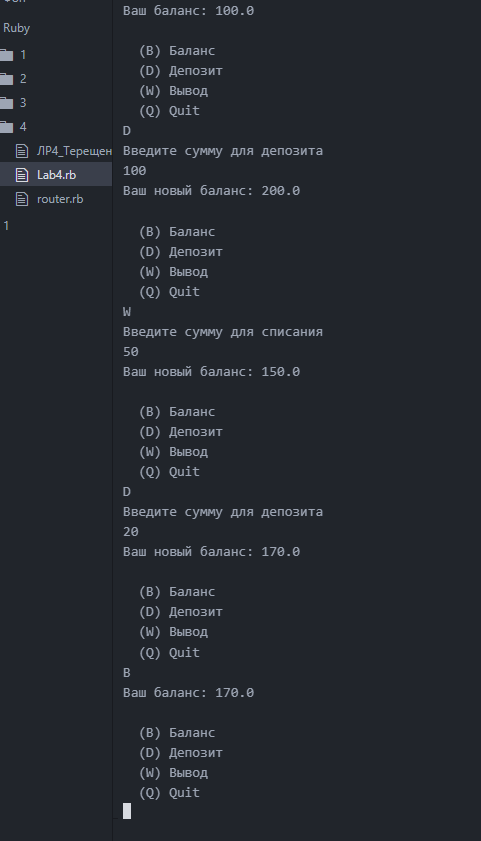 Ruby
1
2
3
4
ЛР4_Терещен
Lab4.rb
router.rb
1
Ваш баланс: 100.0
(B) Баланс
(D) Депозит
(W) Вывод
(Q) Quit
D
Введите сумму для депозита
100
Ваш новый баланс: 200.0
(B) Баланс
(D) Депозит
(W) Вывод
(Q) Quit
W
Введите сумму для списания
50
Ваш новый баланс: 150.0
(B) Баланс
(D) Депозит
(W) Вывод
(Q) Quit
D
Введите сумму для депозита
20
Ваш новый баланс: 170.0
(B) Баланс
(D) Депозит
(W) Вывод
(Q) Quit
B
Ваш баланс: 170.0
(B) Баланс
(D) Депозит
(W) Вывод
(Q) Quit